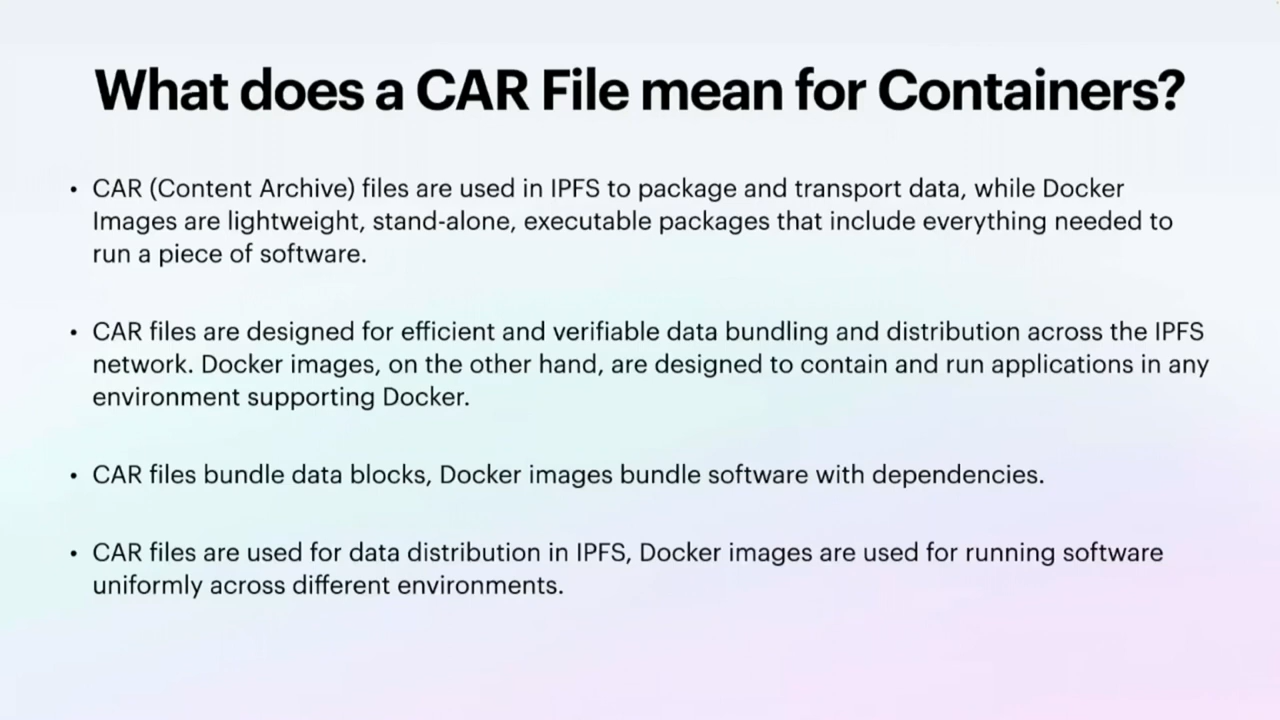 What does a CAR File mean for Containers?
• CAR (Content Archive) files are used in IPFS to package and transport data, while Docker
Images are lightweight, stand-alone, executable packages that include everything needed to
run a piece of software.
• CAR files are designed for efficient and verifiable data bundling and distribution across the IPFS
network. Docker images, on the other hand, are designed to contain and run applications in any
environment supporting Docker.
• CAR files bundle data blocks, Docker images bundle software with dependencies.
• CAR files are used for data distribution in IPFS, Docker images are used for running software
uniformly across different environments.